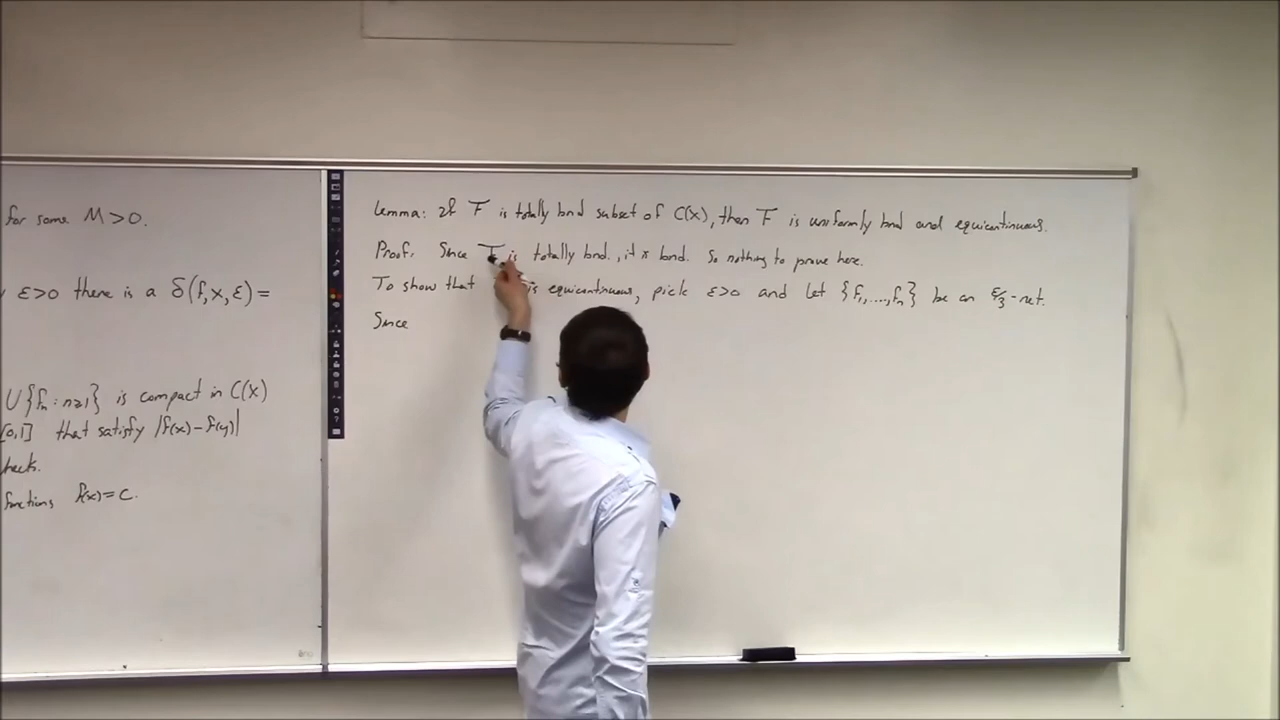 for some M>0.
ε>0 there is a δ(f,x,ε)=
∪{fₙ : n≥1} is compact in C(X)
[0,1] that satisfy |f(x)-f(y)|
functions f(x)=c.
Lemma: If F is totally bnd subset of C(X), then F is uniformly bnd and equicontinuous.
Proof. Since F is totally bnd., it is bnd. So nothing to prove here.
To show that is equicontinuous, pick ε>0 and let {f₁,...,fₙ} be an ε/3-net.
Since